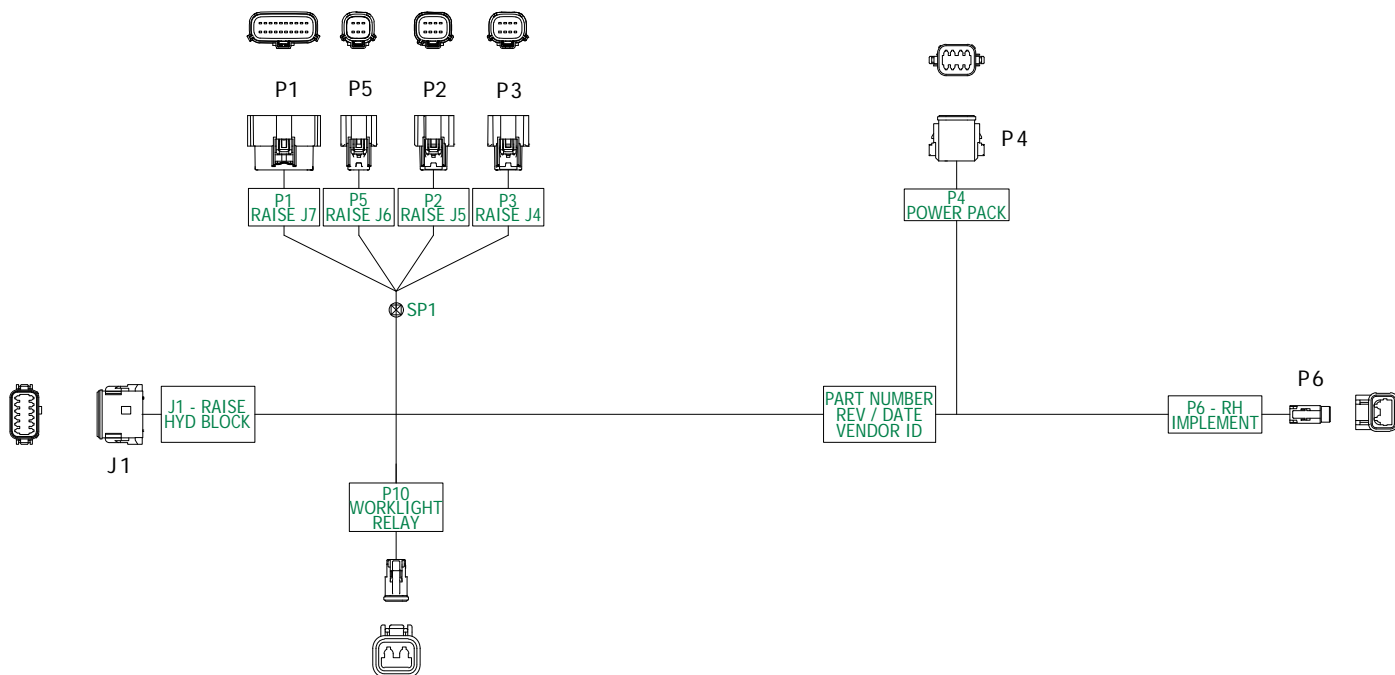 P1
P5
P2
P3
P4
P1
RAISE J7
P5
RAISE J6
P2
RAISE J5
P3
RAISE J4
P4
POWER PACK
SP1
J1 - RAISE
HYD BLOCK
J1
PART NUMBER
REV / DATE
VENDOR ID
P6 - RH
IMPLEMENT
P6
P10
WORKLIGHT
RELAY